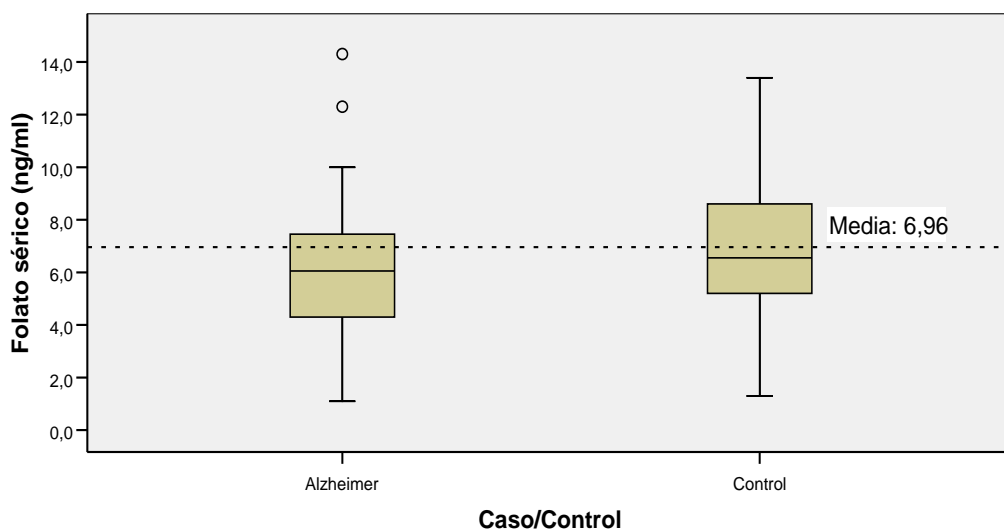 Folato sérico (ng/ml)
14,0
12,0
10,0
8,0
6,0
4,0
2,0
0,0
Media: 6,96
Alzheimer
Control
Caso/Control